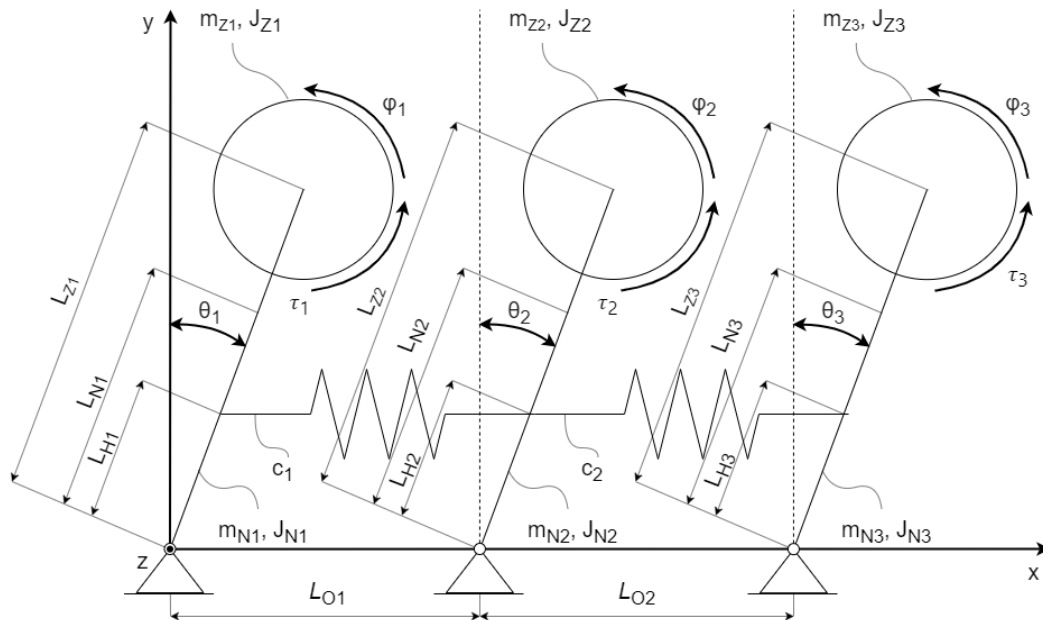 y
m_Z1, J_Z1
m_Z2, J_Z2
m_Z3, J_Z3
φ₁
φ₂
φ₃
L_Z1
L_Z2
L_Z3
τ₁
τ₂
τ₃
L_N1
L_N2
L_N3
θ₁
θ₂
θ₃
L_H1
L_H2
L_H3
c₁
c₂
z
m_N1, J_N1
m_N2, J_N2
m_N3, J_N3
x
L_O1
L_O2